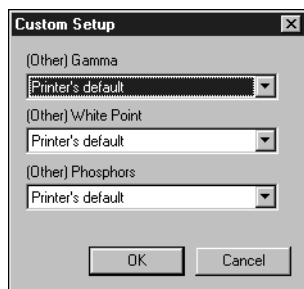 Custom Setup
(Other) Gamma
Printer's default
(Other) White Point
Printer's default
(Other) Phosphors
Printer's default
OK Cancel